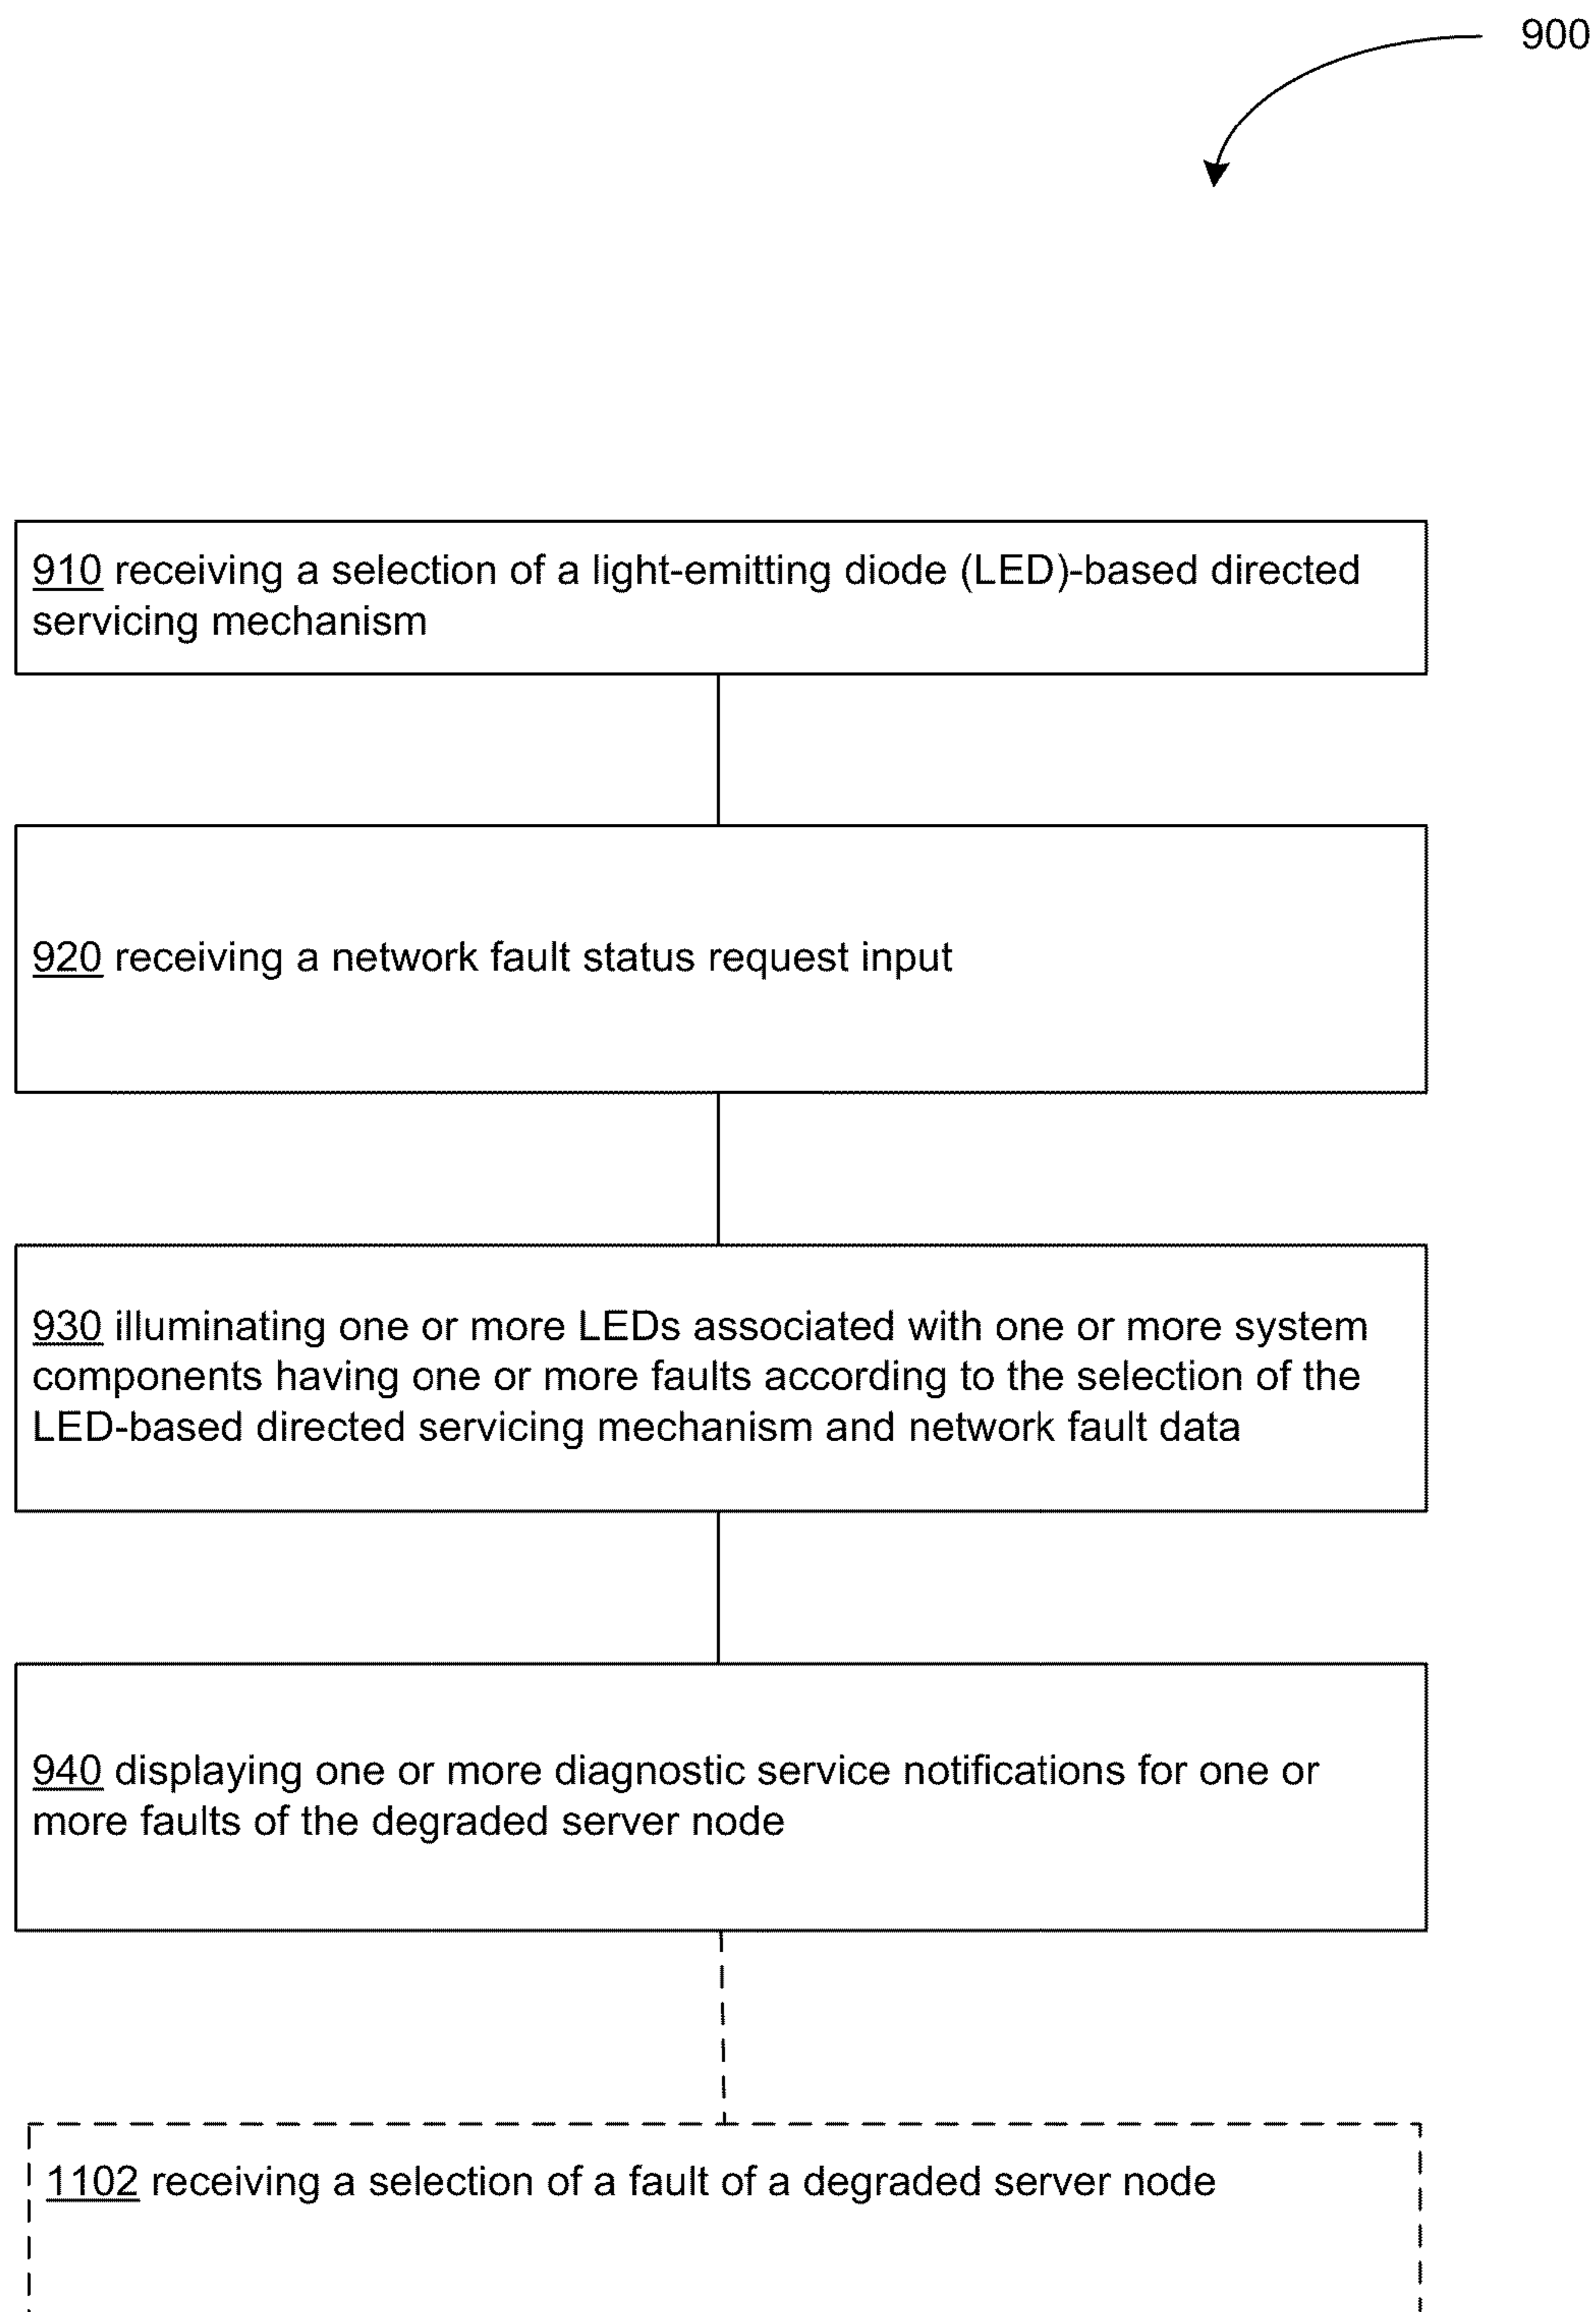 900
910 receiving a selection of a light-emitting diode (LED)-based directed
servicing mechanism
920 receiving a network fault status request input
930 illuminating one or more LEDs associated with one or more system
components having one or more faults according to the selection of the
LED-based directed servicing mechanism and network fault data
940 displaying one or more diagnostic service notifications for one or
more faults of the degraded server node
1102 receiving a selection of a fault of a degraded server node